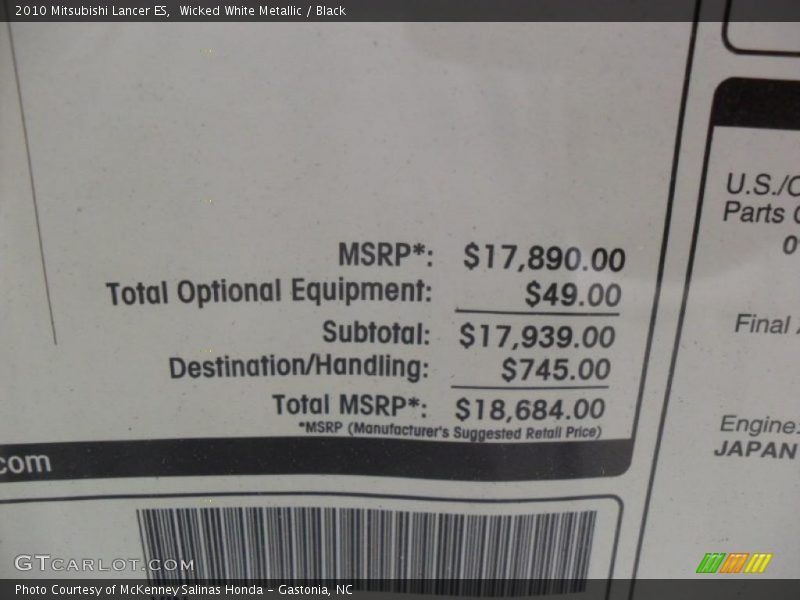 2010 Mitsubishi Lancer ES,  Wicked White Metallic / Black
MSRP*: $17,890.00
Total Optional Equipment: $49.00
Subtotal: $17,939.00
Destination/Handling: $745.00
Total MSRP*: $18,684.00
*MSRP (Manufacturer's Suggested Retail Price)
.com
U.S./C
Parts C
0
Final
Engine:
JAPAN
GTCARLOT.COM
Photo Courtesy of McKenney Salinas Honda - Gastonia, NC